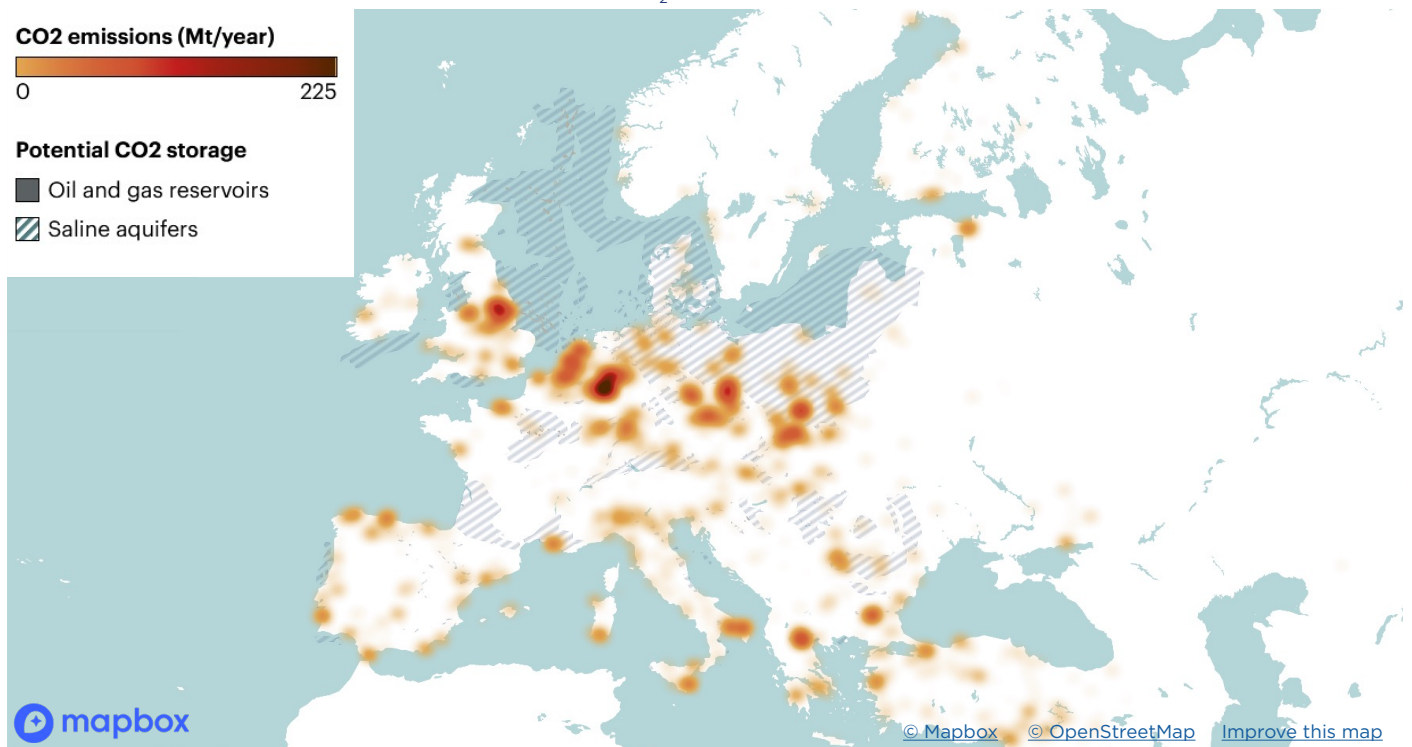 2
CO2 emissions (Mt/year)
0 225
Potential CO2 storage
Oil and gas reservoirs
Saline aquifers
mapbox
© Mapbox © OpenStreetMap Improve this map